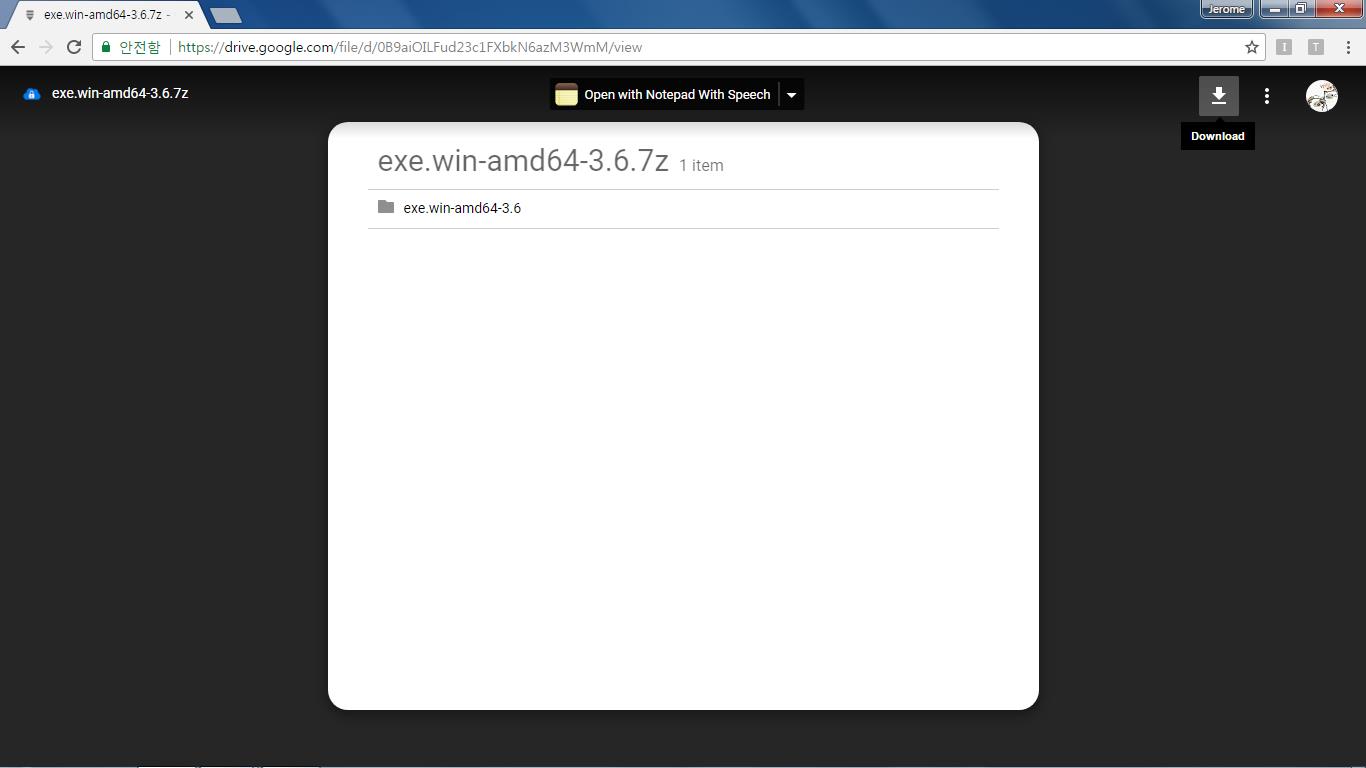 exe.win-amd64-3.6.7z -
Jerome
안전함 https://drive.google.com/file/d/0B9aiOILFud23c1FXbkN6azM3WmM/view
I T
exe.win-amd64-3.6.7z
Open with Notepad With Speech
Download
exe.win-amd64-3.6.7z 1 item
exe.win-amd64-3.6